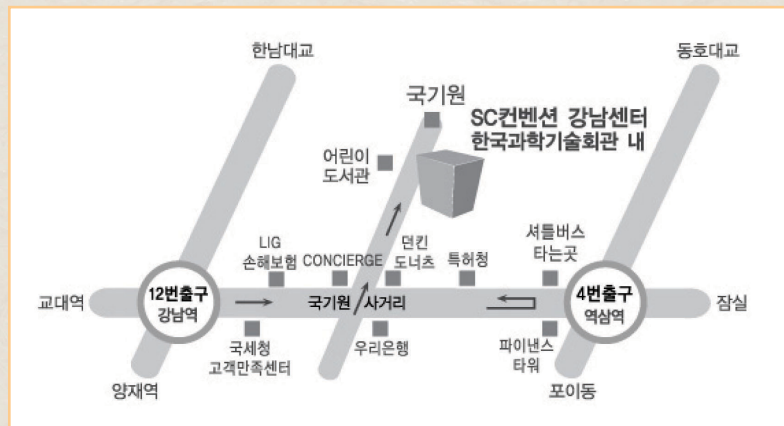 한남대교
동호대교
국기원
SC컨벤션 강남센터
한국과학기술회관 내
어린이
도서관
LIG
손해보험
CONCIERGE
던킨
도너츠
특허청
셔틀버스
타는곳
교대역
12번출구
강남역
국기원 사거리
4번출구
역삼역
잠실
국세청
고객만족센터
우리은행
파이낸스
타워
양재역
포이동